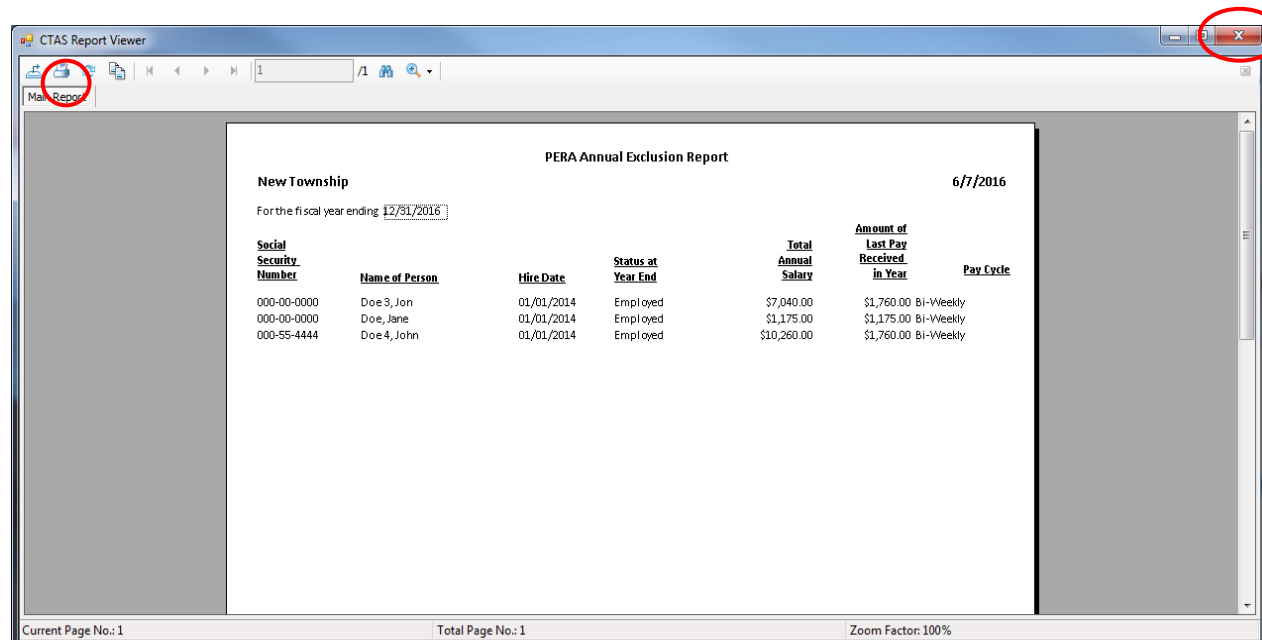 CTAS Report Viewer
1 /1
Main Report
PERA Annual Exclusion Report
New Township 6/7/2016
For the fiscal year ending 12/31/2016
Social Security Number Name of Person Hire Date Status at Year End Total Annual Salary Amount of Last Pay Received in Year Pay Cycle
000-00-0000 Doe 3, Jon 01/01/2014 Employed $7,040.00 $1,760.00 Bi-Weekly
000-00-0000 Doe, Jane 01/01/2014 Employed $1,175.00 $1,175.00 Bi-Weekly
000-55-4444 Doe 4, John 01/01/2014 Employed $10,260.00 $1,760.00 Bi-Weekly
Current Page No.: 1 Total Page No.: 1 Zoom Factor: 100%